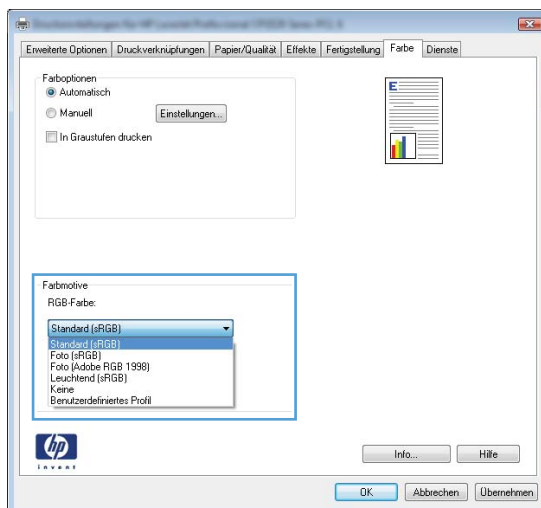 Erweiterte Optionen Druckverknüpfungen Papier/Qualität Effekte Fertigstellung Farbe Dienste
Farboptionen
Automatisch
Manuell Einstellungen...
In Graustufen drucken
E
Farbmotive
RGB-Farbe:
Standard (sRGB)
Standard (sRGB)
Foto (sRGB)
Foto (Adobe RGB 1998)
Leuchtend (sRGB)
Keine
Benutzerdefiniertes Profil
hp
invent
Info... Hilfe
OK Abbrechen Übernehmen